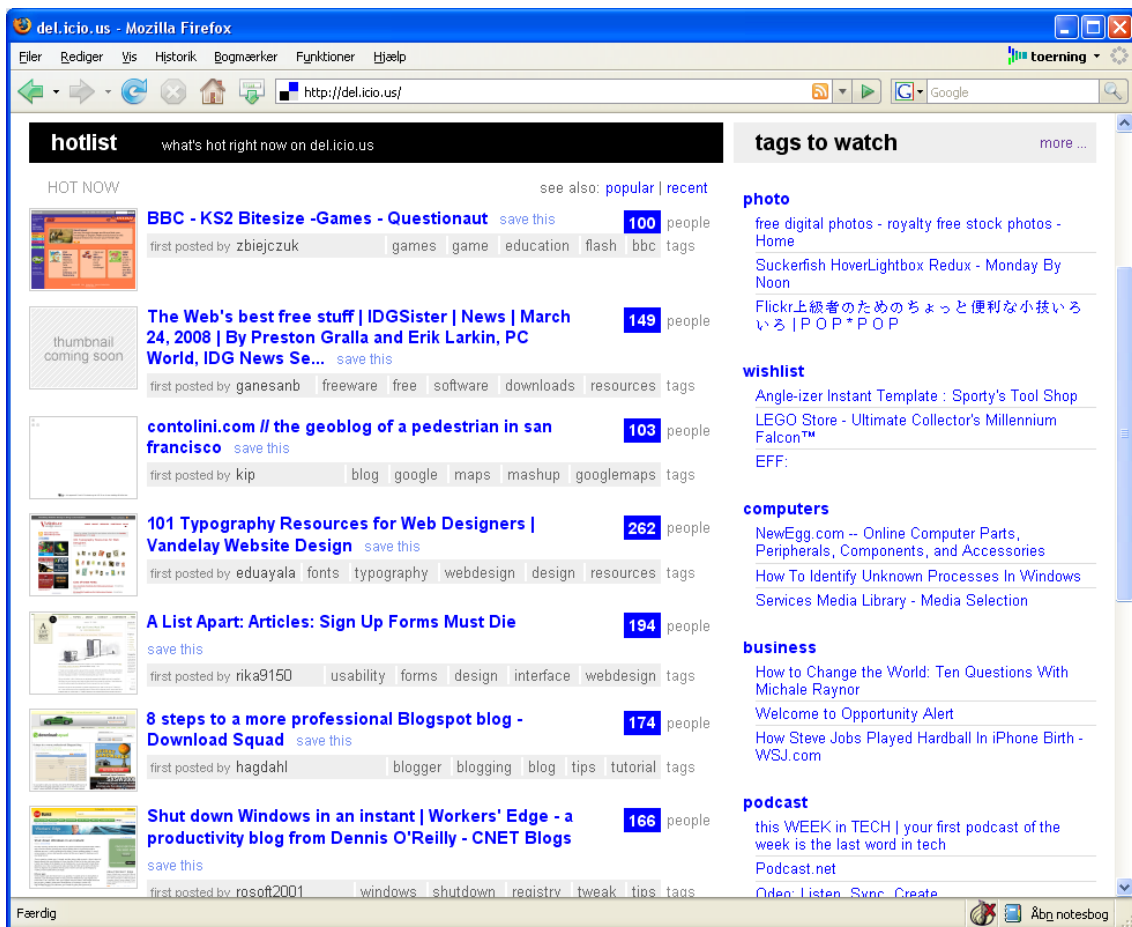 del.icio.us - Mozilla Firefox
Filer Rediger Vis Historik Bogmærker Funktioner Hjælp
toerning
http://del.icio.us/
Google
hotlist what's hot right now on del.icio.us
HOT NOW
see also: popular | recent
BBC - KS2 Bitesize -Games - Questionaut save this
100 people
first posted by zbiejczuk games game education flash bbc tags
thumbnail
coming soon
The Web's best free stuff | IDGSister | News | March
24, 2008 | By Preston Gralla and Erik Larkin, PC
World, IDG News Se... save this
149 people
first posted by ganesanb freeware free software downloads resources tags
contolini.com // the geoblog of a pedestrian in san
francisco save this
103 people
first posted by kip blog google maps mashup googlemaps tags
101 Typography Resources for Web Designers |
Vandelay Website Design save this
262 people
first posted by eduayala fonts typography webdesign design resources tags
A List Apart: Articles: Sign Up Forms Must Die
save this
194 people
first posted by rika9150 usability forms design interface webdesign tags
8 steps to a more professional Blogspot blog -
Download Squad save this
174 people
first posted by hagdahl blogger blogging blog tips tutorial tags
Shut down Windows in an instant | Workers' Edge - a
productivity blog from Dennis O'Reilly - CNET Blogs
save this
166 people
first posted by rosoft2001 windows shutdown registry tweak tips tags
tags to watch
more ...
photo
free digital photos - royalty free stock photos -
Home
Suckerfish HoverLightbox Redux - Monday By
Noon
Flickr上級者のためのちょっと便利な小技いろ
いろ | P O P * P O P
wishlist
Angle-izer Instant Template : Sporty's Tool Shop
LEGO Store - Ultimate Collector's Millennium
Falcon™
EFF:
computers
NewEgg.com -- Online Computer Parts,
Peripherals, Components, and Accessories
How To Identify Unknown Processes In Windows
Services Media Library - Media Selection
business
How to Change the World: Ten Questions With
Michale Raynor
Welcome to Opportunity Alert
How Steve Jobs Played Hardball In iPhone Birth -
WSJ.com
podcast
this WEEK in TECH | your first podcast of the
week is the last word in tech
Podcast.net
Odeo: Listen, Sync, Create
Færdig
Åbn notesbog